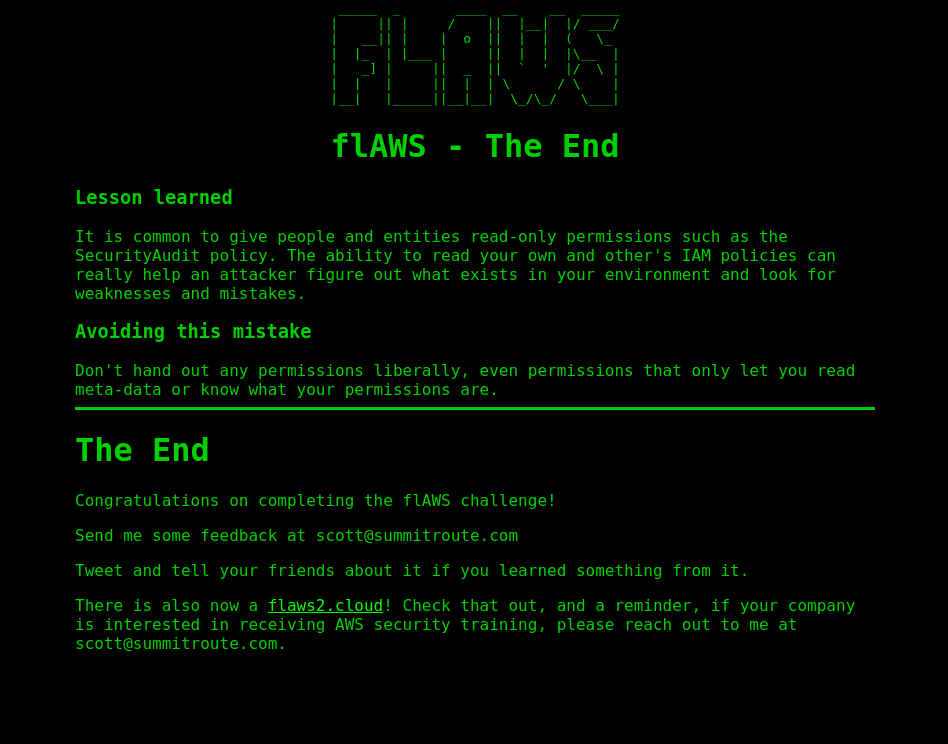 FLAWS
flAWS - The End
Lesson learned
It is common to give people and entities read-only permissions such as the
SecurityAudit policy. The ability to read your own and other's IAM policies can
really help an attacker figure out what exists in your environment and look for
weaknesses and mistakes.
Avoiding this mistake
Don't hand out any permissions liberally, even permissions that only let you read
meta-data or know what your permissions are.
The End
Congratulations on completing the flAWS challenge!
Send me some feedback at scott@summitroute.com
Tweet and tell your friends about it if you learned something from it.
There is also now a flaws2.cloud! Check that out, and a reminder, if your company
is interested in receiving AWS security training, please reach out to me at
scott@summitroute.com.